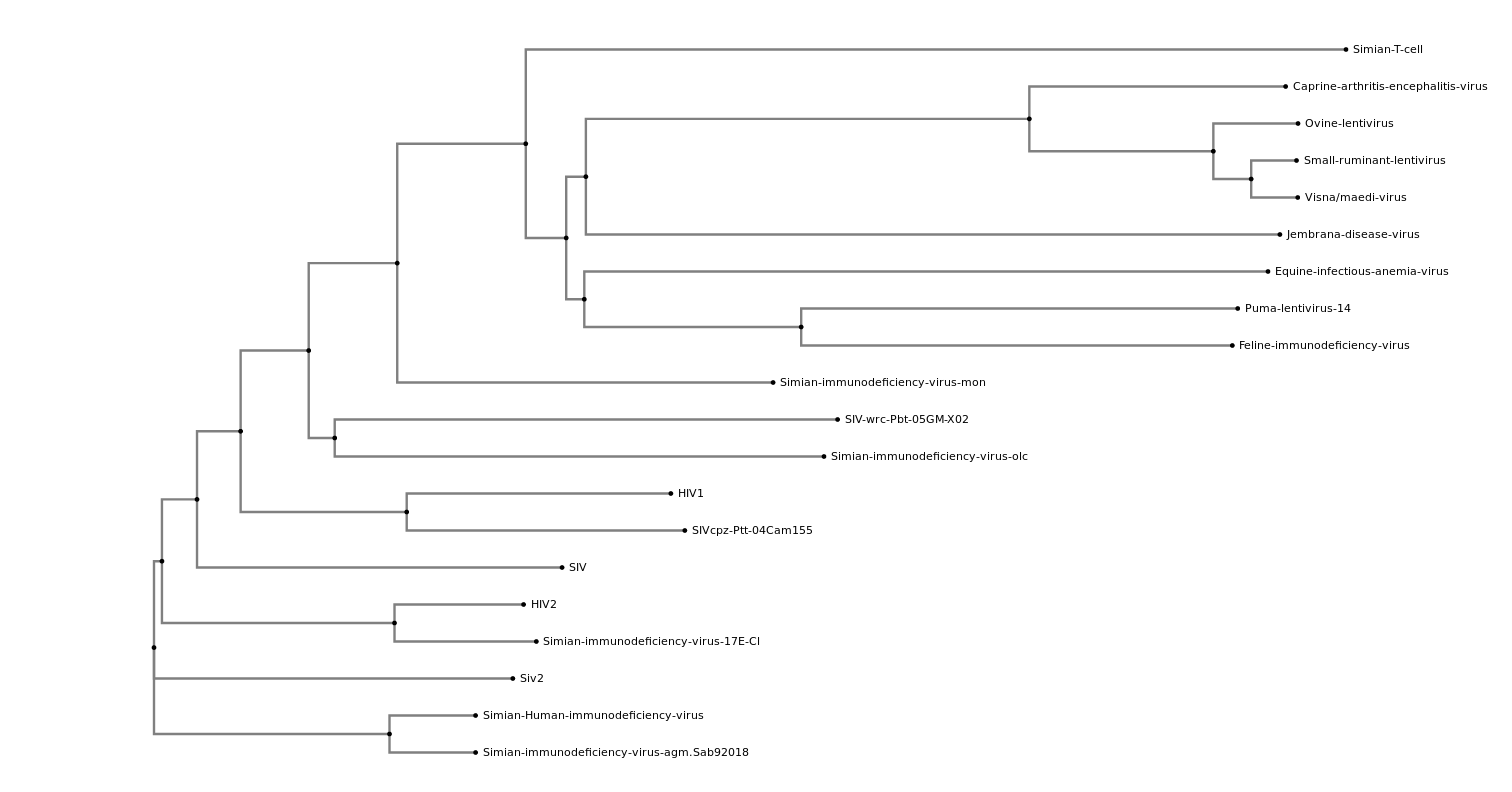 Simian-T-cell
Caprine-arthritis-encephalitis-virus
Ovine-lentivirus
Small-ruminant-lentivirus
Visna/maedi-virus
Jembrana-disease-virus
Equine-infectious-anemia-virus
Puma-lentivirus-14
Feline-immunodeficiency-virus
Simian-immunodeficiency-virus-mon
SIV-wrc-Pbt-05GM-X02
Simian-immunodeficiency-virus-olc
HIV1
SIVcpz-Ptt-04Cam155
SIV
HIV2
Simian-immunodeficiency-virus-17E-Cl
Siv2
Simian-Human-immunodeficiency-virus
Simian-immunodeficiency-virus-agm.Sab92018